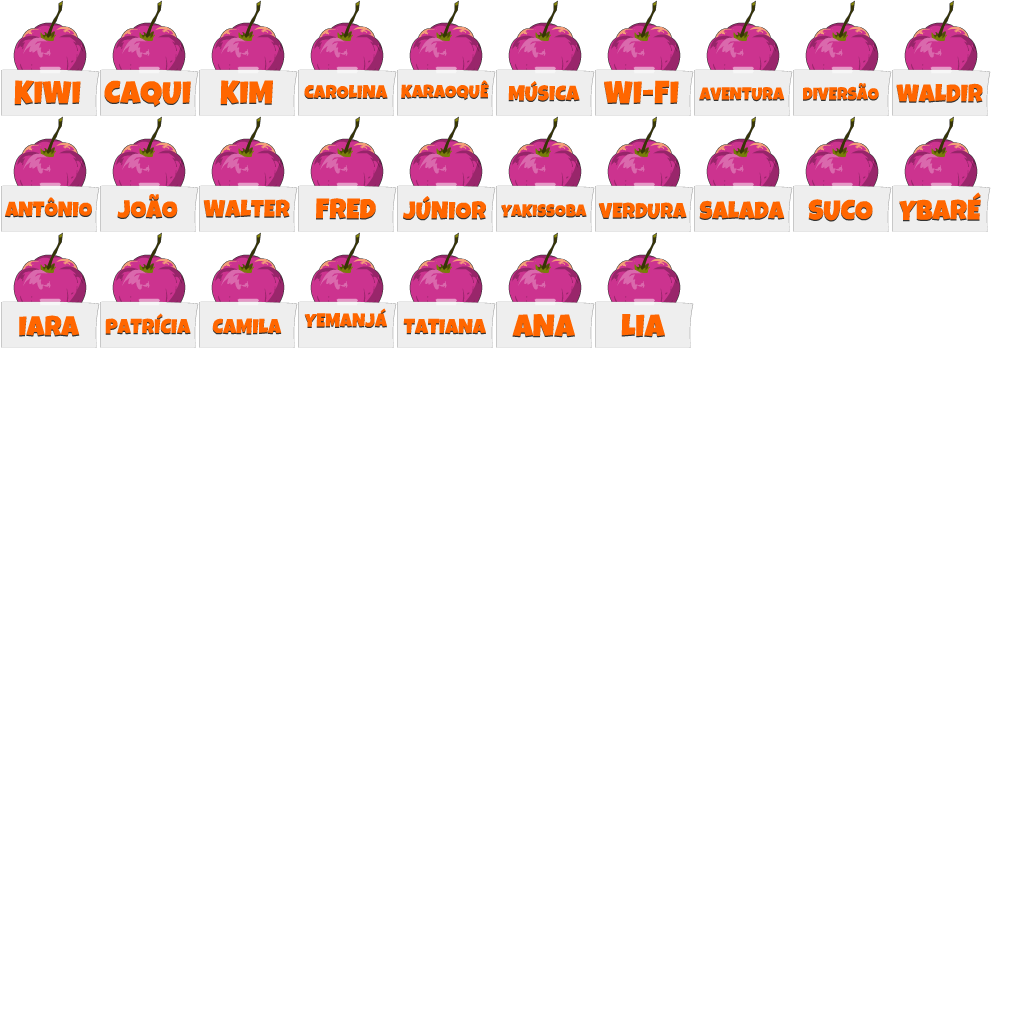 KIWI CAQUI KIM CAROLINA KARAOQUÊ MÚSICA WI-FI AVENTURA DIVERSÃO WALDIR
ANTÔNIO JOÃO WALTER FRED JÚNIOR YAKISSOBA VERDURA SALADA SUCO YBARÉ
IARA PATRÍCIA CAMILA YEMANJÁ TATIANA ANA LIA